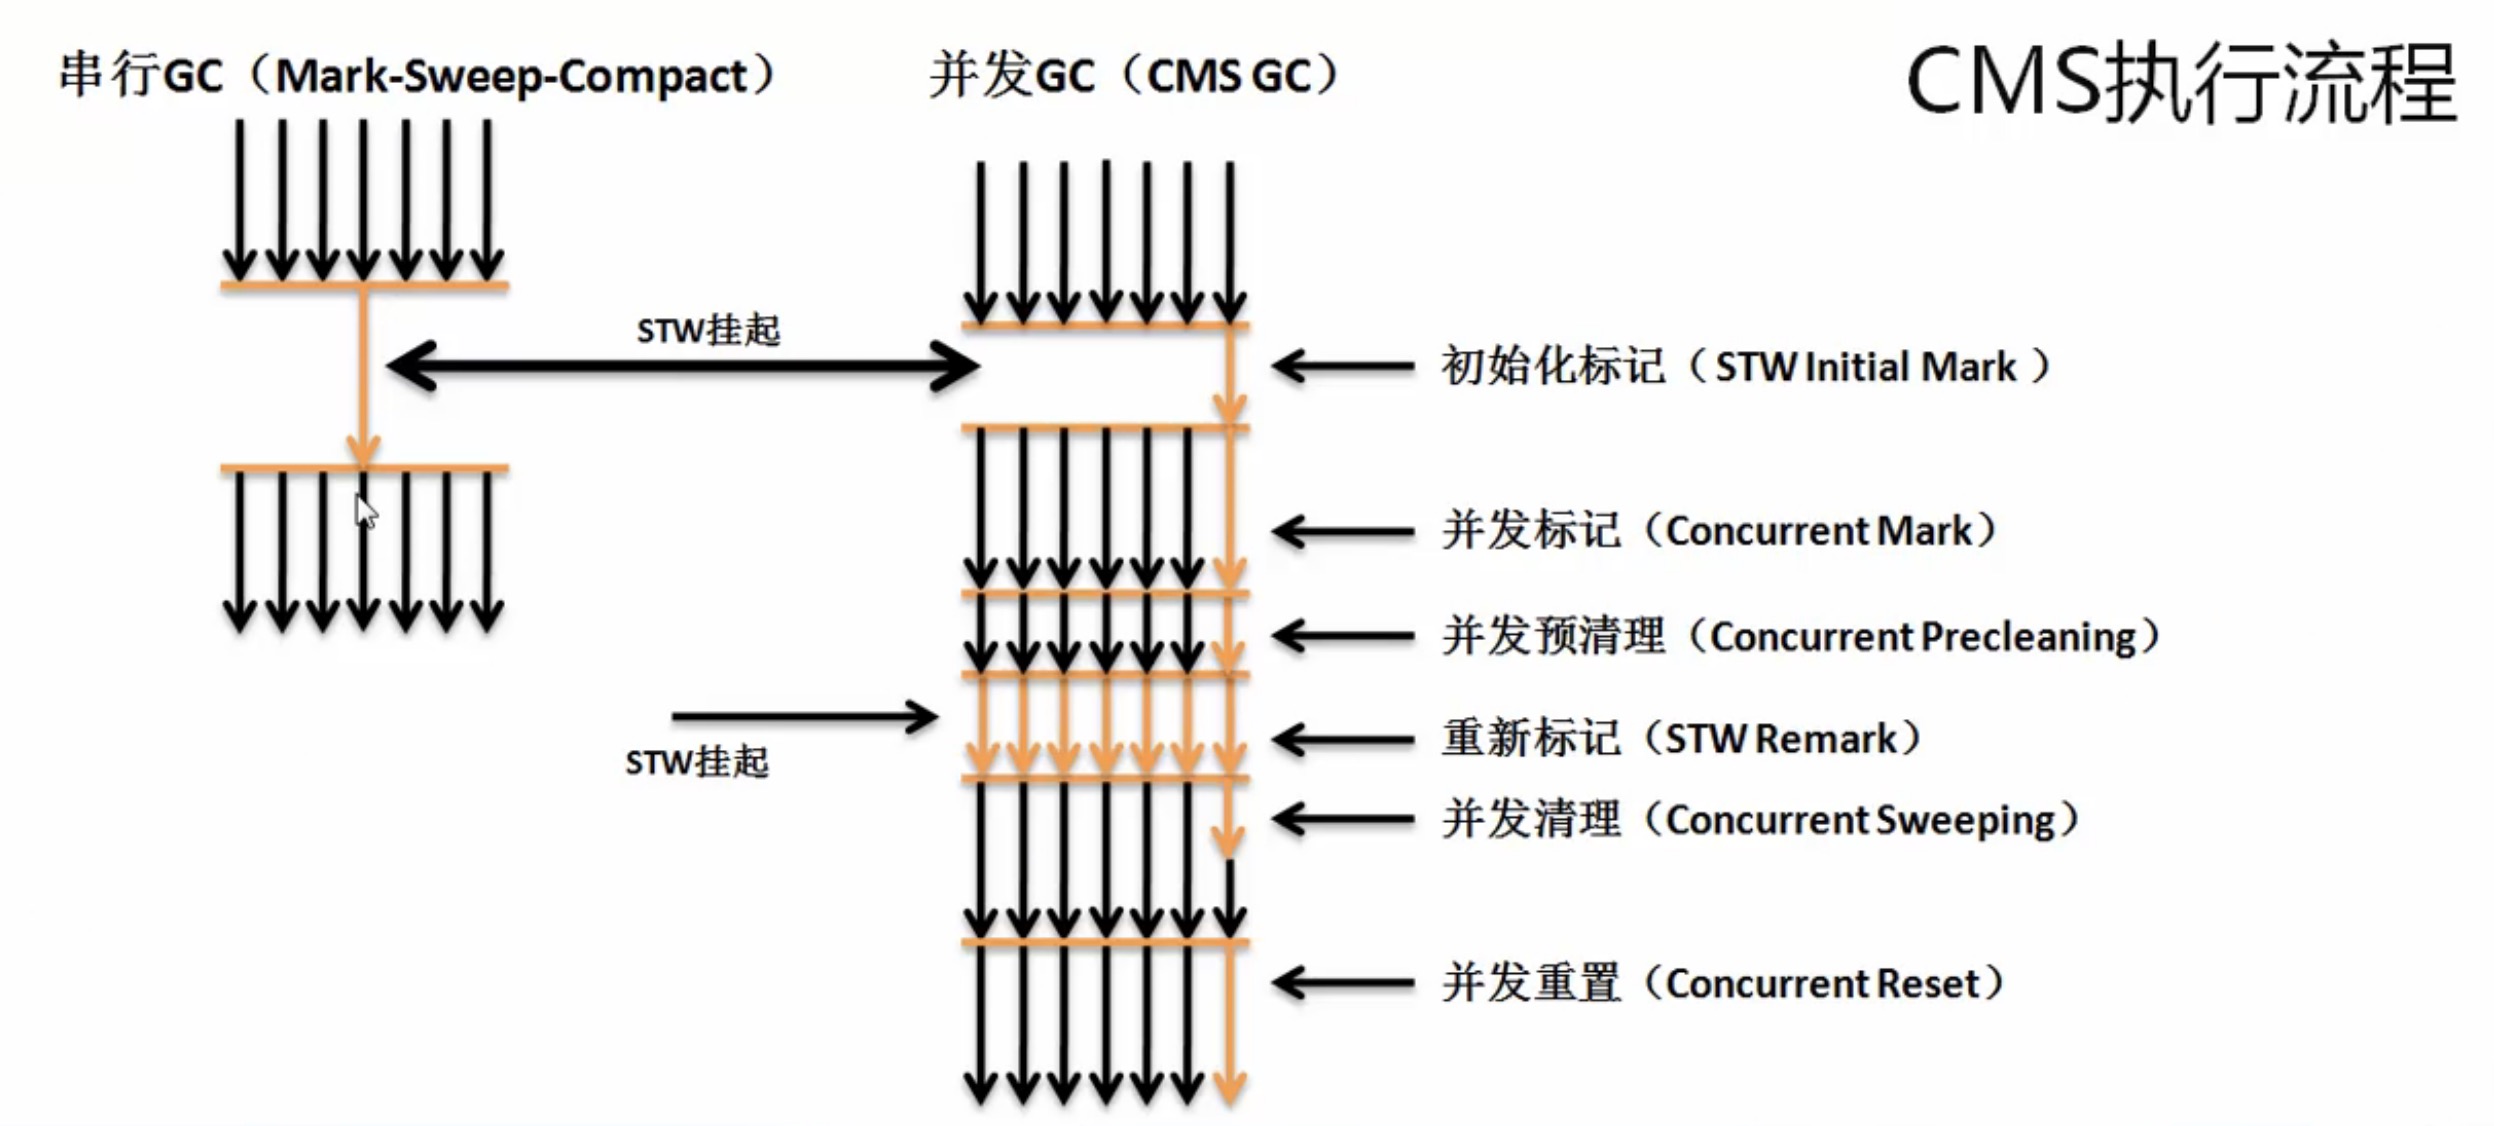 串行GC（Mark-Sweep-Compact）
并发GC（CMS GC）
CMS执行流程
STW挂起
初始化标记（ STW Initial Mark ）
并发标记（Concurrent Mark）
并发预清理（Concurrent Precleaning）
STW挂起
重新标记（STW Remark）
并发清理（Concurrent Sweeping）
并发重置（Concurrent Reset）